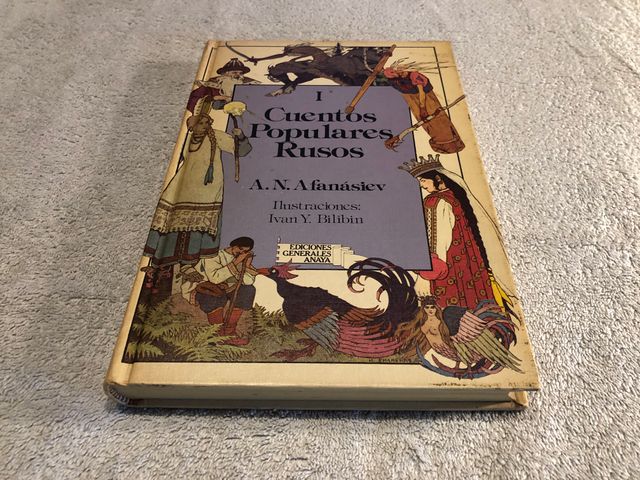 I
Cuentos
Populares
Rusos
A. N. Afanásiev
Ilustraciones:
Ivan Y. Bilibin
EDICIONES
GENERALES
ANAYA